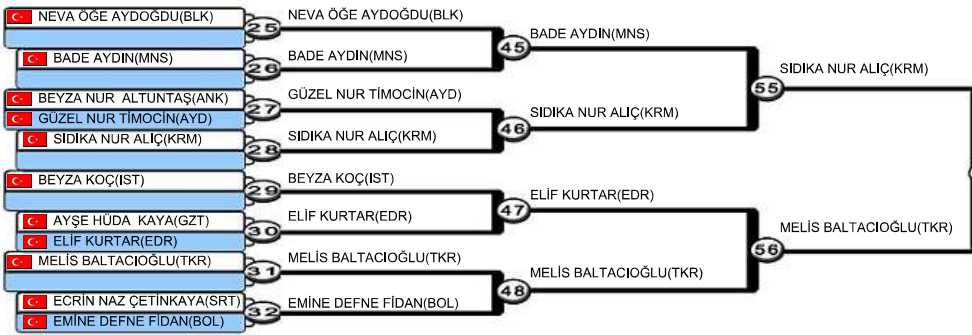 NEVA ÖĞE AYDOĞDU(BLK)
BADE AYDIN(MNS)
BEYZA NUR ALTUNTAŞ(ANK)
GÜZEL NUR TİMOCİN(AYD)
SIDIKA NUR ALIÇ(KRM)
BEYZA KOÇ(IST)
AYŞE HÜDA KAYA(GZT)
ELİF KURTAR(EDR)
MELİS BALTACIOĞLU(TKR)
ECRİN NAZ ÇETİNKAYA(SRT)
EMİNE DEFNE FİDAN(BOL)
25
26
27
28
29
30
31
32
NEVA ÖĞE AYDOĞDU(BLK)
BADE AYDIN(MNS)
GÜZEL NUR TİMOCİN(AYD)
SIDIKA NUR ALIÇ(KRM)
BEYZA KOÇ(IST)
ELİF KURTAR(EDR)
MELİS BALTACIOĞLU(TKR)
EMİNE DEFNE FİDAN(BOL)
45
46
47
48
BADE AYDIN(MNS)
SIDIKA NUR ALIÇ(KRM)
ELİF KURTAR(EDR)
MELİS BALTACIOĞLU(TKR)
55
56
SIDIKA NUR ALIÇ(KRM)
MELİS BALTACIOĞLU(TKR)